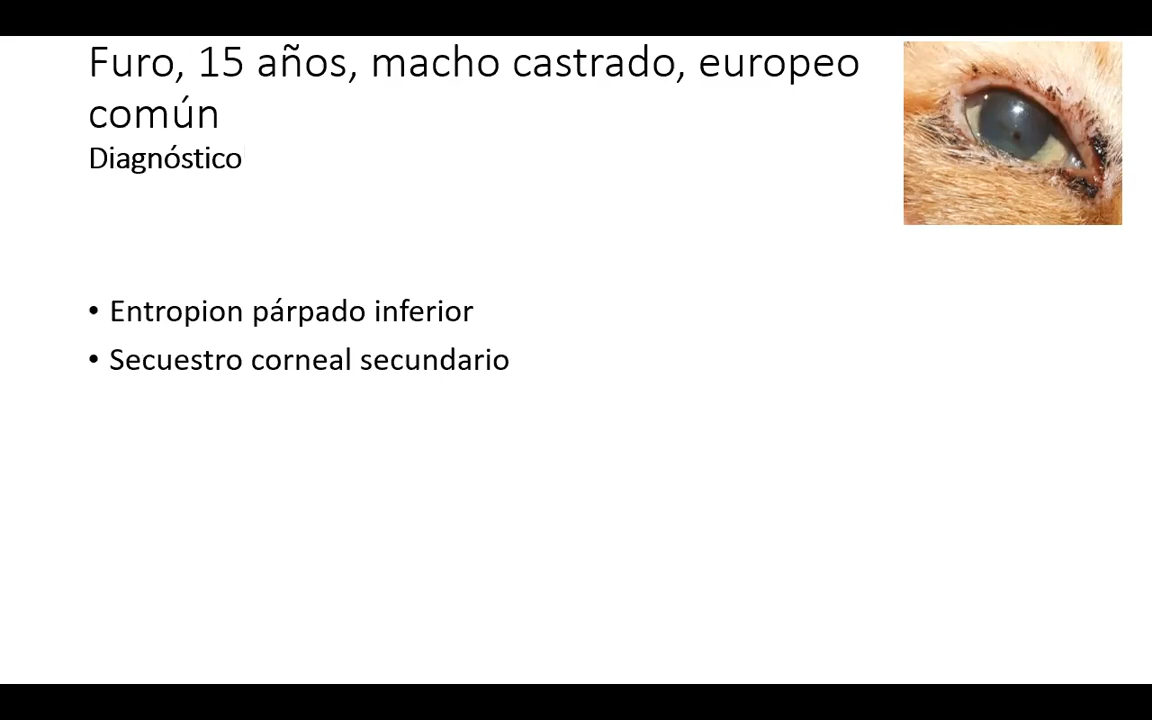 Furo, 15 años, macho castrado, europeo
común
Diagnóstico
• Entropion párpado inferior
• Secuestro corneal secundario